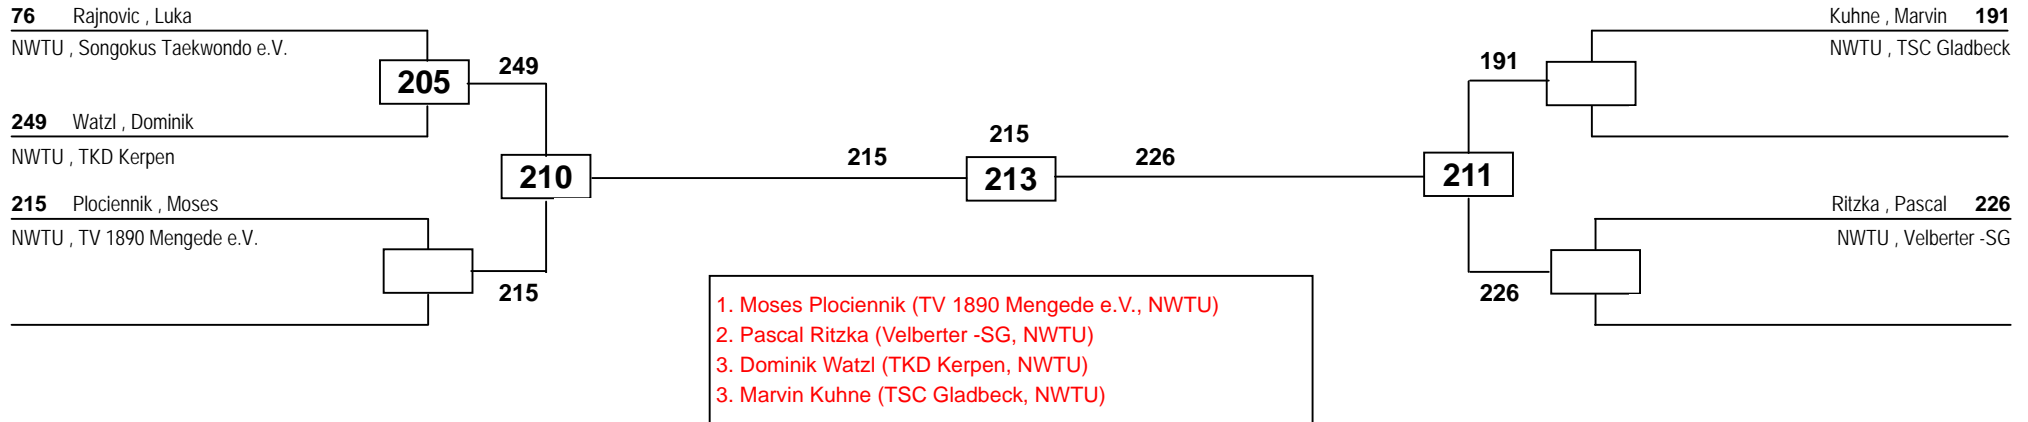 76 Rajnovic , Luka
NWTU , Songokus Taekwondo e.V.
205
249
249 Watzl , Dominik
NWTU , TKD Kerpen
210
215 Plociennik , Moses
NWTU , TV 1890 Mengede e.V.
215
215
215
213
226
Kuhne , Marvin 191
NWTU , TSC Gladbeck
191
211
Ritzka , Pascal 226
NWTU , Velberter -SG
226
1. Moses Plociennik (TV 1890 Mengede e.V., NWTU)
2. Pascal Ritzka (Velberter -SG, NWTU)
3. Dominik Watzl (TKD Kerpen, NWTU)
3. Marvin Kuhne (TSC Gladbeck, NWTU)